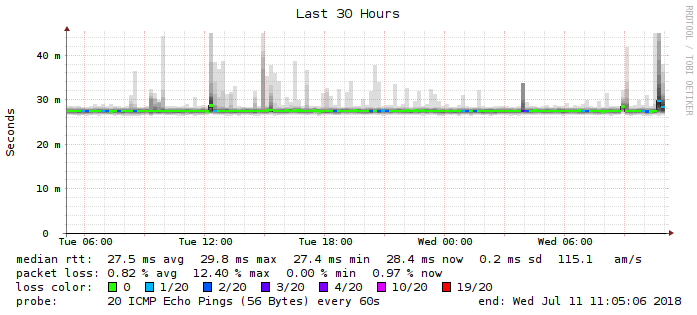 Last 30 Hours
RRDTOOL / TOBI OETIKER
Seconds
40 m
30 m
20 m
10 m
0
Tue 06:00 Tue 12:00 Tue 18:00 Wed 00:00 Wed 06:00
median rtt: 27.5 ms avg 29.8 ms max 27.4 ms min 28.4 ms now 0.2 ms sd 115.1 am/s
packet loss: 0.82 % avg 12.40 % max 0.00 % min 0.97 % now
loss color: 0 1/20 2/20 3/20 4/20 10/20 19/20
probe: 20 ICMP Echo Pings (56 Bytes) every 60s end: Wed Jul 11 11:05:06 2018